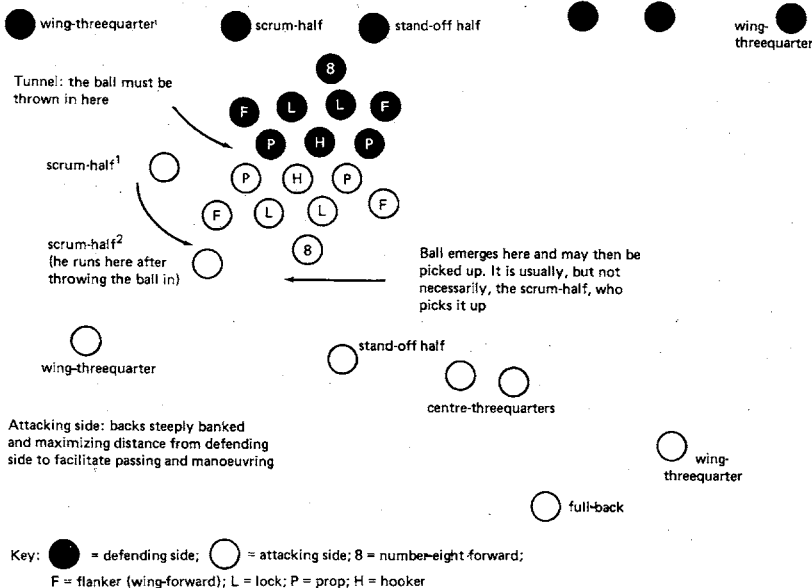 wing-threequarter
scrum-half
stand-off half
wing-
threequarter
8
Tunnel: the ball must be
thrown in here
F L L F
P H P
scrum-half¹
P H P
F L L F
scrum-half²
(he runs here after
throwing the ball in)
8
Ball emerges here and may then be
picked up. It is usually, but not
necessarily, the scrum-half, who
picks it up
wing-threequarter
stand-off half
centre-threequarters
Attacking side: backs steeply banked
and maximizing distance from defending
side to facilitate passing and manoeuvring
wing-
threequarter
full-back
Key: = defending side; = attacking side; 8 = number-eight forward;
F = flanker (wing-forward); L = lock; P = prop; H = hooker